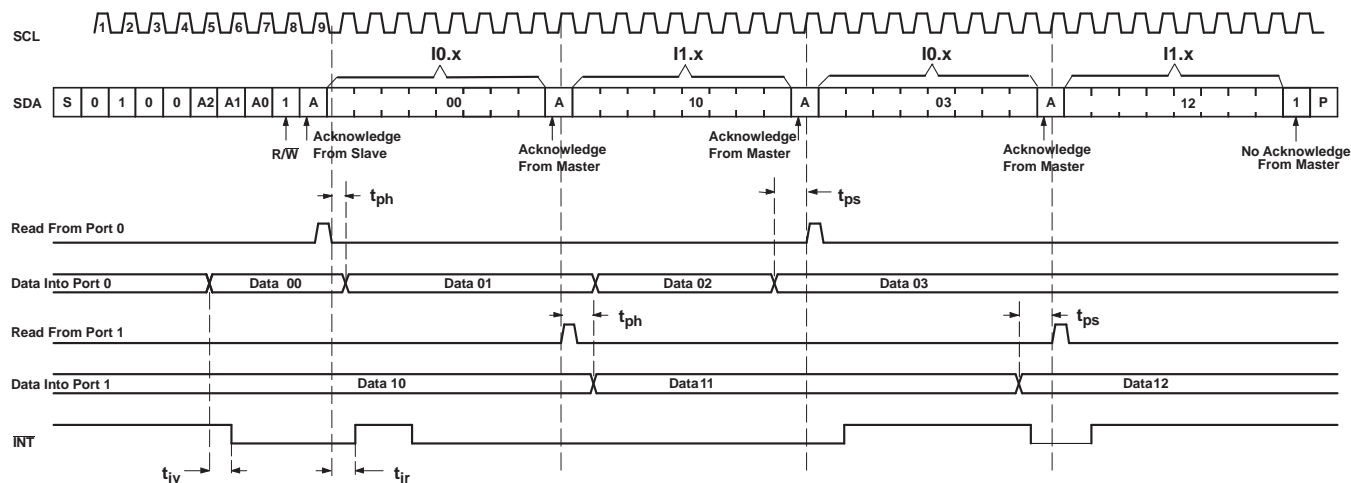 SCL
1 2 3 4 5 6 7 8 9
I0.x I1.x I0.x I1.x
SDA
S 0 1 0 0 A2 A1 A0 1 A 00 A 10 A 03 A 12 1 P
R/W
Acknowledge
From Slave
Acknowledge
From Master
Acknowledge
From Master
Acknowledge
From Master
No Acknowledge
From Master
tph
tps
Read From Port 0
Data Into Port 0
Data 00
Data 01
Data 02
Data 03
tph
tps
Read From Port 1
Data Into Port 1
Data 10
Data11
Data12
INT
tiv
tir